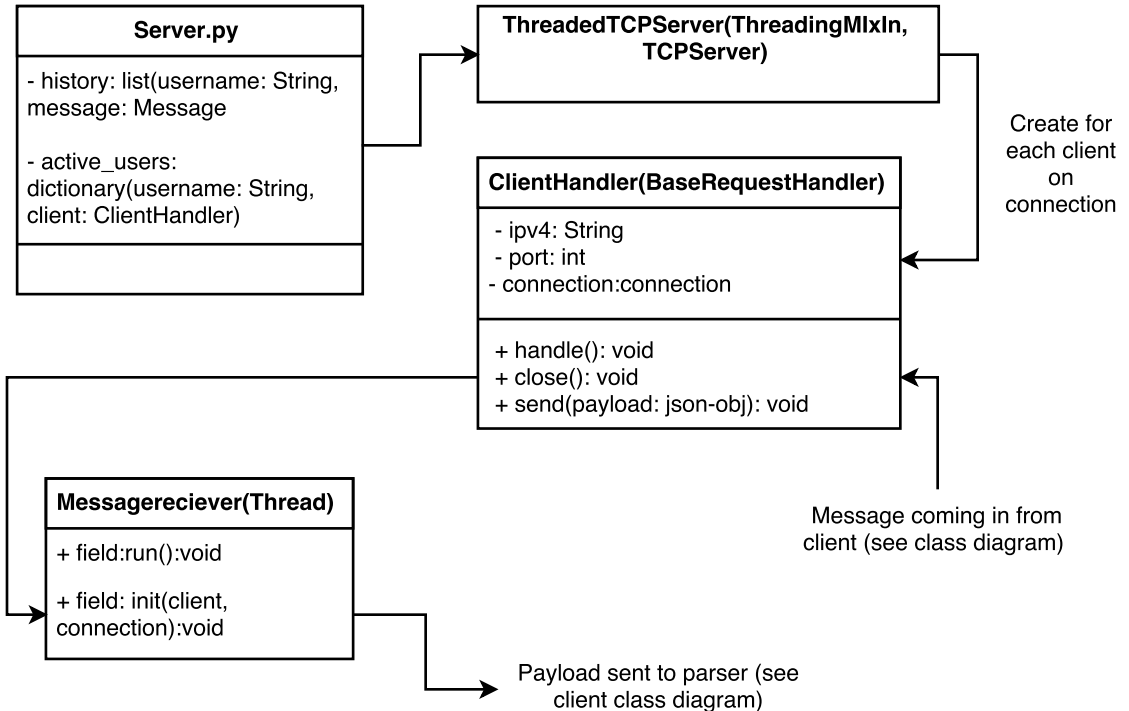 Server.py
- history: list(username: String,
message: Message
- active_users:
dictionary(username: String,
client: ClientHandler)
ThreadedTCPServer(ThreadingMIxIn,
TCPServer)
Create for
each client
on
connection
ClientHandler(BaseRequestHandler)
- ipv4: String
- port: int
- connection:connection
+ handle(): void
+ close(): void
+ send(payload: json-obj): void
Message coming in from
client (see class diagram)
Messagereciever(Thread)
+ field:run():void
+ field: init(client,
connection):void
Payload sent to parser (see
client class diagram)